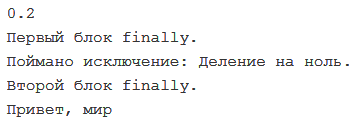 0.2
Первый блок finally.
Поймано исключение: Деление на ноль.
Второй блок finally.
Привет, мир